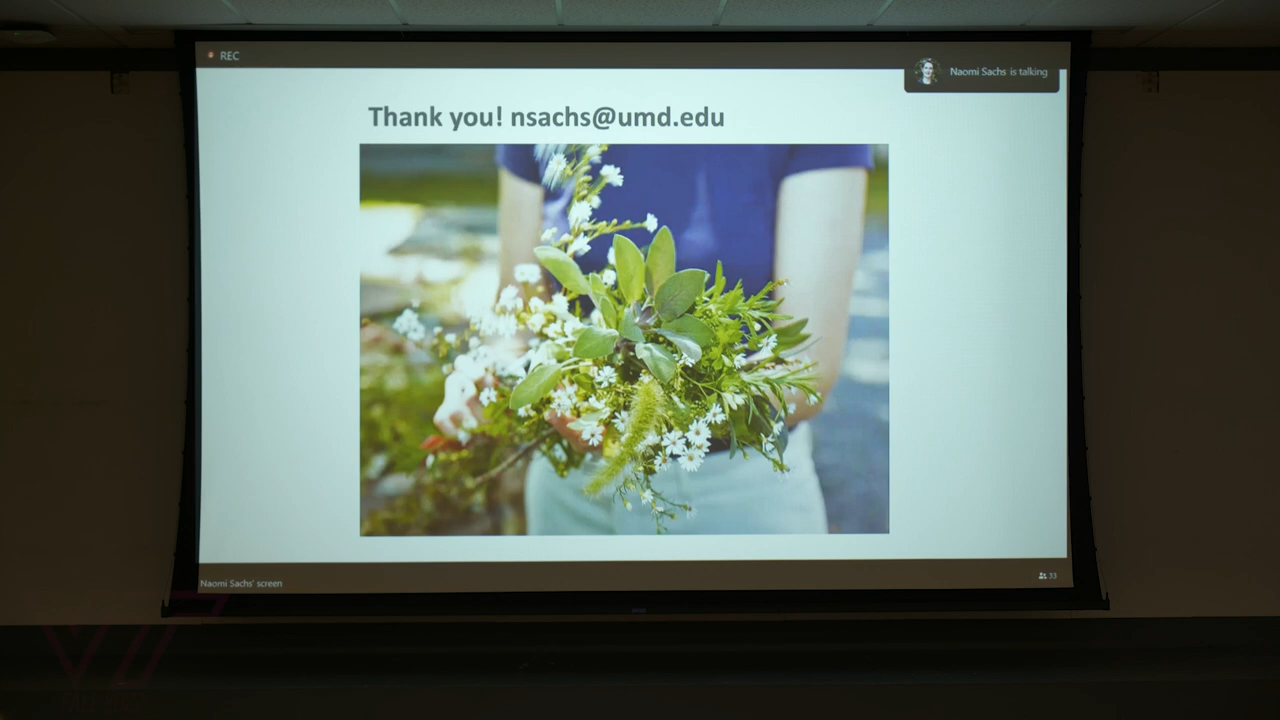 REC
Naomi Sachs is talking
Thank you! nsachs@umd.edu
Naomi Sachs' screen
33